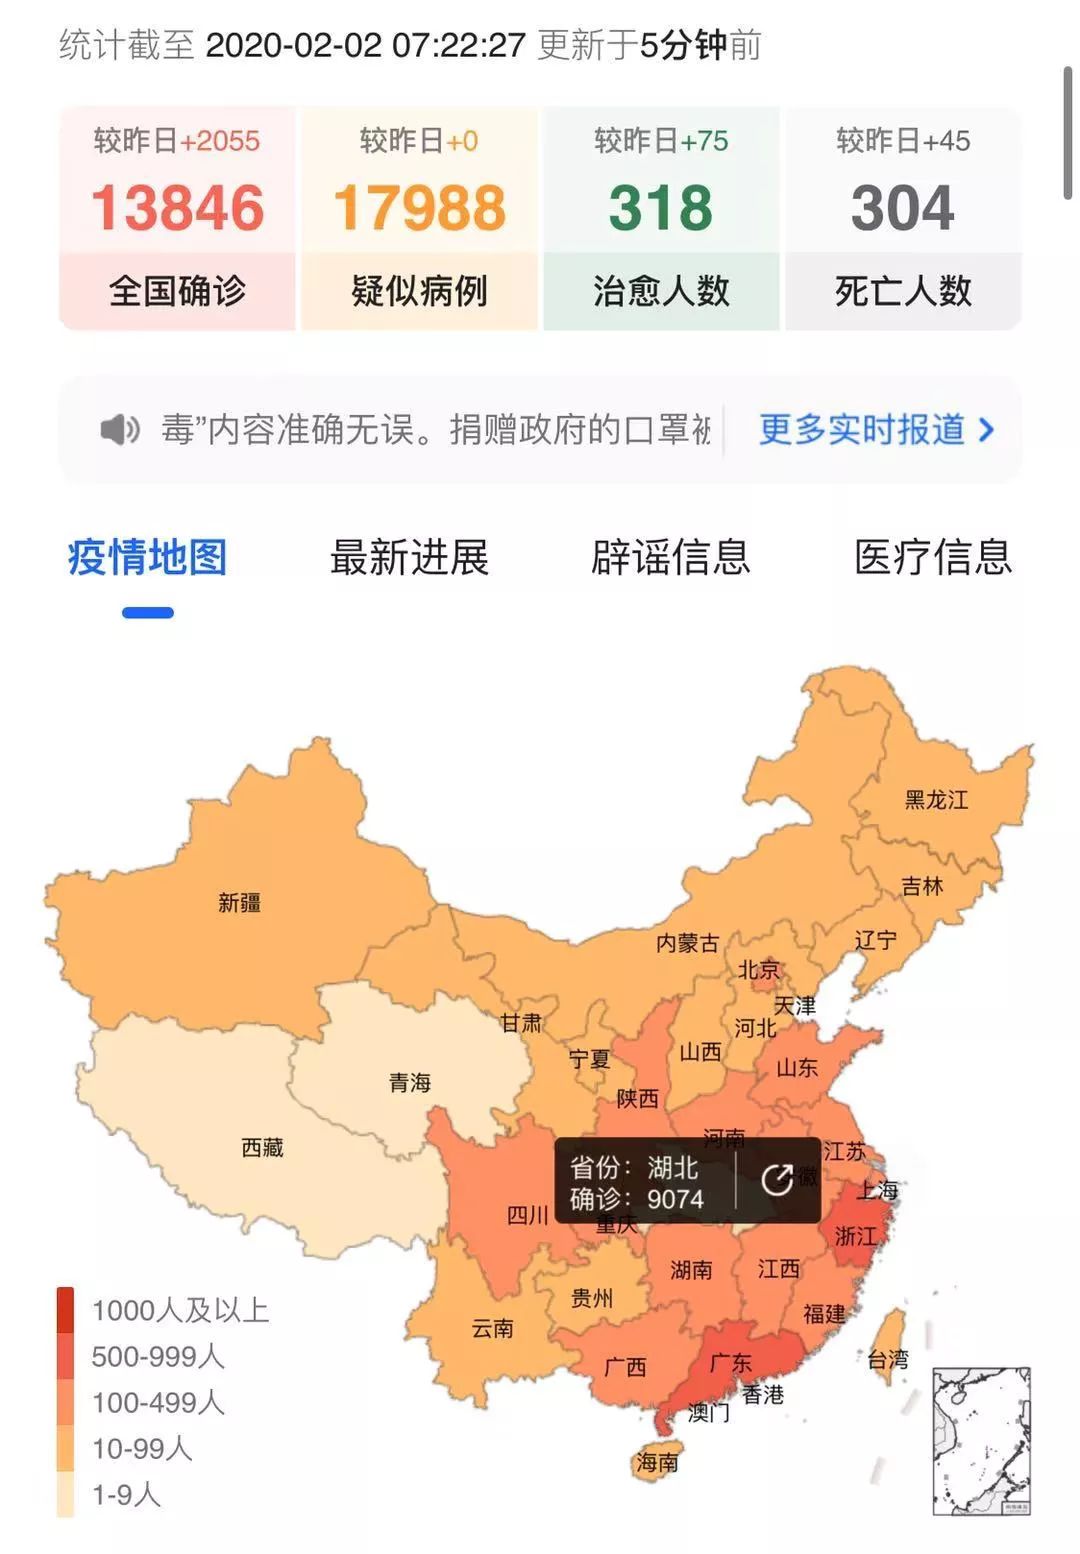 统计截至 2020-02-02 07:22:27 更新于5分钟前
较昨日+2055
13846
全国确诊
较昨日+0
17988
疑似病例
较昨日+75
318
治愈人数
较昨日+45
304
死亡人数
毒”内容准确无误。捐赠政府的口罩被
更多实时报道
疫情地图
最新进展
辟谣信息
医疗信息
黑龙江
吉林
新疆
辽宁
内蒙古
北京
天津
甘肃
河北
山西
宁夏
山东
青海
陕西
河南
西藏
江苏
省份：湖北
确诊：9074
徽
上海
四川
重庆
浙江
湖南
江西
贵州
福建
云南
台湾
广西
广东
香港
澳门
海南
1000人及以上
500-999人
100-499人
10-99人
1-9人